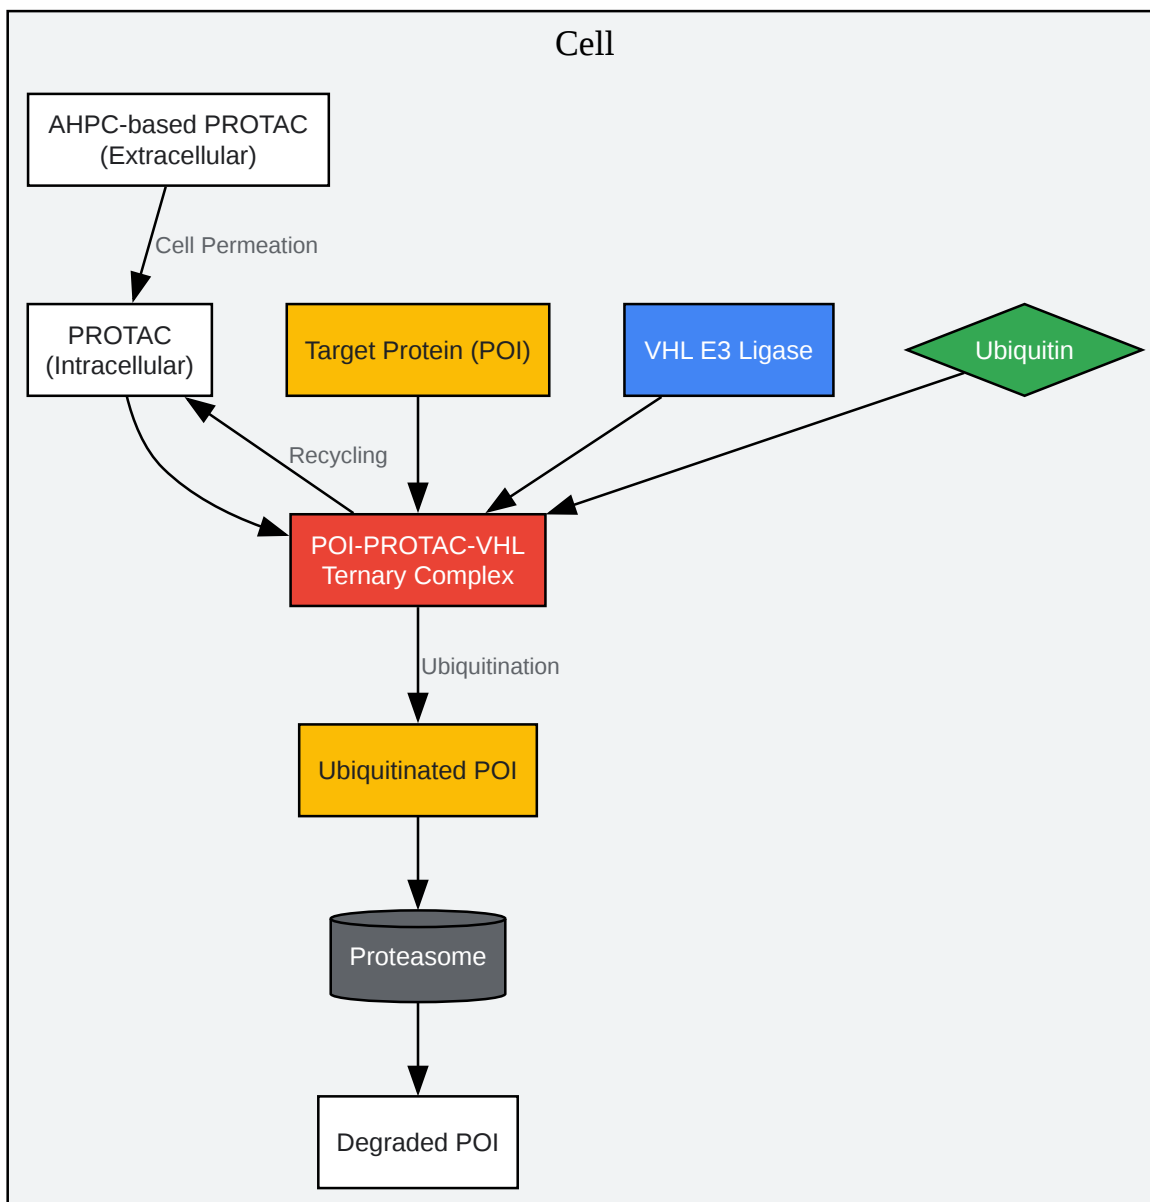 Cell
AHPC-based PROTAC
(Extracellular)
Cell Permeation
PROTAC
(Intracellular)
Target Protein (POI)
VHL E3 Ligase
Ubiquitin
Recycling
POI-PROTAC-VHL
Ternary Complex
Ubiquitination
Ubiquitinated POI
Proteasome
Degraded POI